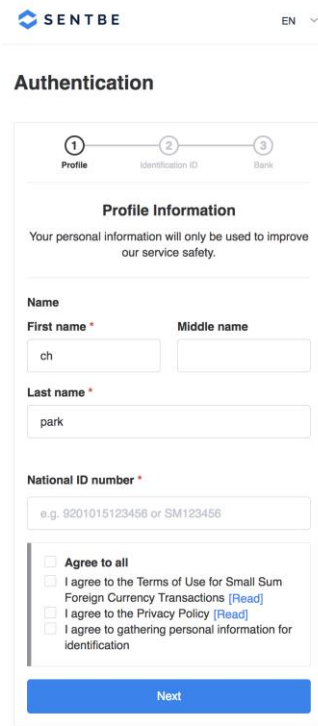 SENTBE
EN
Authentication
1
2
3
Profile
Identification ID
Bank
Profile Information
Your personal information will only be used to improve
our service safety.
Name
First name *
Middle name
ch
Last name *
park
National ID number *
e.g. 9201015123456 or SM123456
Agree to all
I agree to the Terms of Use for Small Sum
Foreign Currency Transactions [Read]
I agree to the Privacy Policy [Read]
I agree to gathering personal information for
identification
Next